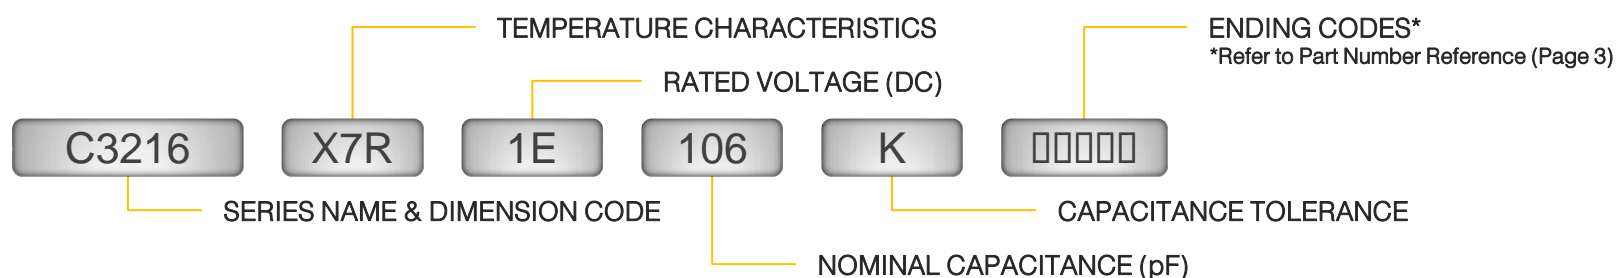 TEMPERATURE CHARACTERISTICS
ENDING CODES*
*Refer to Part Number Reference (Page 3)
RATED VOLTAGE (DC)
C3216 X7R 1E 106 K □□□□□
SERIES NAME & DIMENSION CODE
CAPACITANCE TOLERANCE
NOMINAL CAPACITANCE (pF)